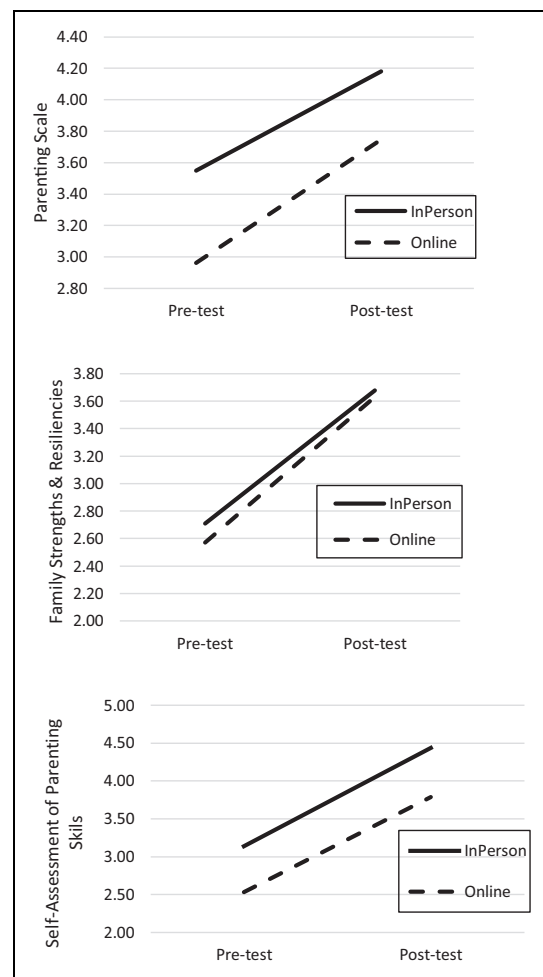 Parenting Scale
4.40
4.20
4.00
3.80
3.60
3.40
3.20
3.00
2.80
InPerson
Online
Pre-test
Post-test
Family Strengths & Resiliencies
3.80
3.60
3.40
3.20
3.00
2.80
2.60
2.40
2.20
2.00
InPerson
Online
Pre-test
Post-test
Self-Assessment of Parenting
Skils
5.00
4.50
4.00
3.50
3.00
2.50
2.00
InPerson
Online
Pre-test
Post-test